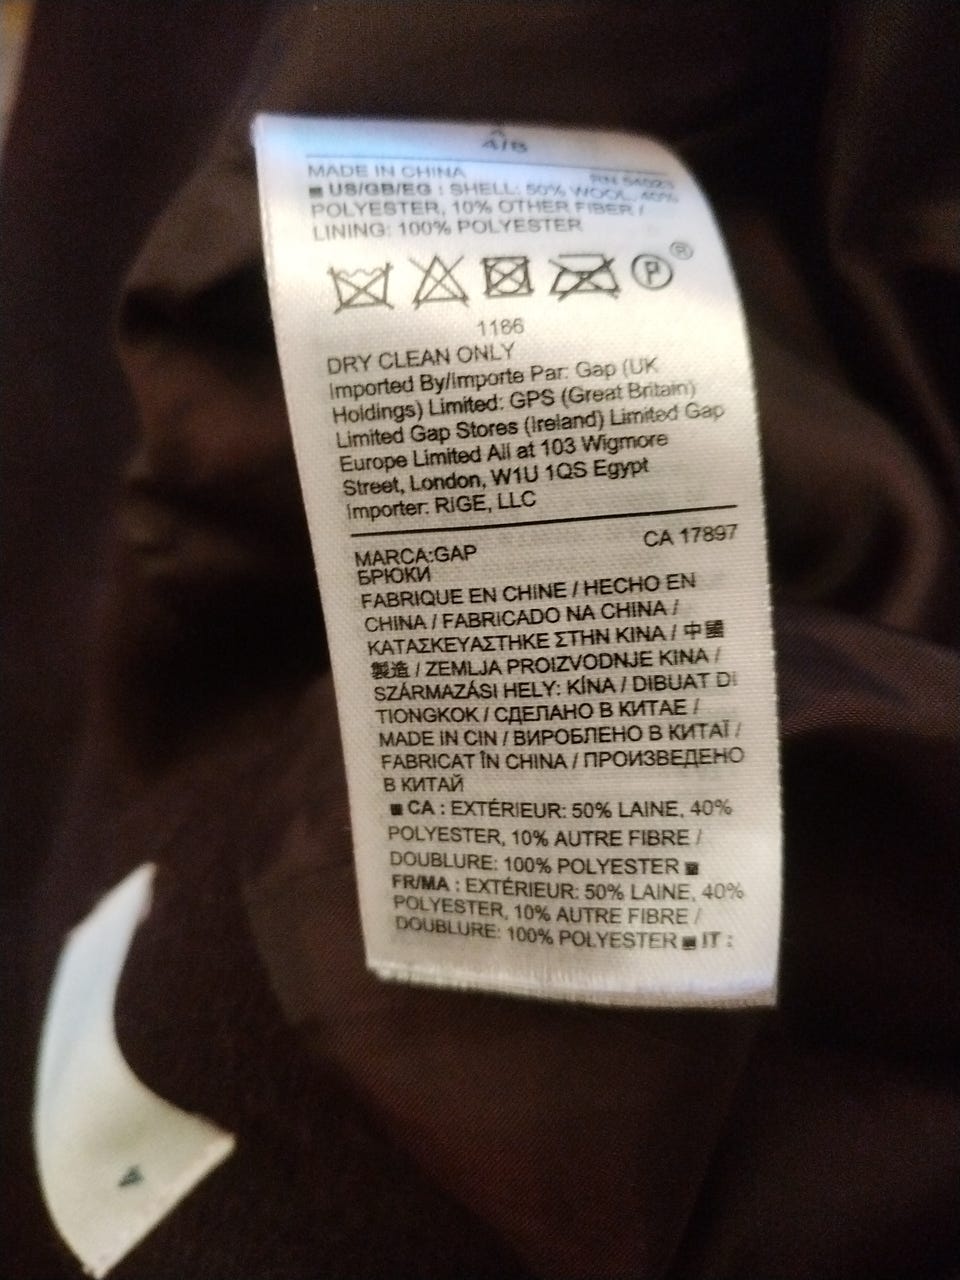 4/8
MADE IN CHINA RN 54023
US/GB/EG : SHELL: 50% WOOL, 40%
POLYESTER, 10% OTHER FIBER /
LINING: 100% POLYESTER
P ®
1166
DRY CLEAN ONLY
Imported By/Importe Par: Gap (UK
Holdings) Limited: GPS (Great Britain)
Limited Gap Stores (Ireland) Limited Gap
Europe Limited All at 103 Wigmore
Street, London, W1U 1QS Egypt
Importer: RIGE, LLC
MARCA:GAP CA 17897
БРЮКИ
FABRIQUE EN CHINE / HECHO EN
CHINA / FABRICADO NA CHINA /
ΚΑΤΑΣΚΕΥΑΣΤΗΚΕ ΣΤΗΝ ΚΙΝΑ / 中國
製造 / ZEMLJA PROIZVODNJE KINA /
SZÁRMAZÁSI HELY: KÍNA / DIBUAT DI
TIONGKOK / СДЕЛАНО В КИТАЕ /
MADE IN CIN / ВИРОБЛЕНО В КИТАЇ /
FABRICAT ÎN CHINA / ПРОИЗВЕДЕНО
В КИТАЙ
CA : EXTÉRIEUR: 50% LAINE, 40%
POLYESTER, 10% AUTRE FIBRE /
DOUBLURE: 100% POLYESTER
FR/MA : EXTÉRIEUR: 50% LAINE, 40%
POLYESTER, 10% AUTRE FIBRE /
DOUBLURE: 100% POLYESTER IT :
4